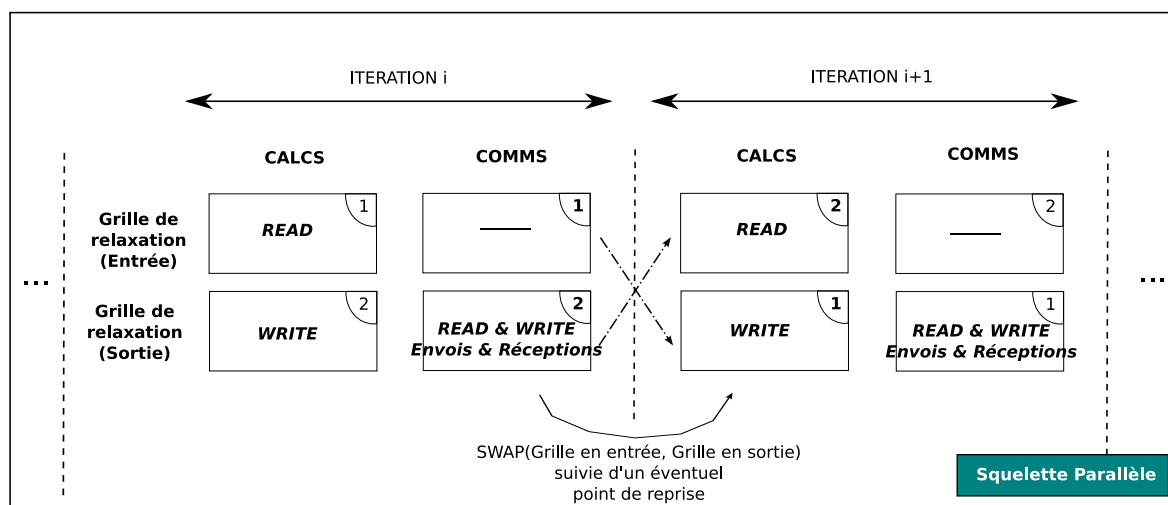 ITERATION i
ITERATION i+1
CALCS
COMMS
CALCS
COMMS
Grille de
relaxation
(Entrée)
READ
1
1
READ
2
2
...
...
Grille de
relaxation
(Sortie)
WRITE
2
READ & WRITE
Envois & Réceptions
2
WRITE
1
READ & WRITE
Envois & Réceptions
1
SWAP(Grille en entrée, Grille en sortie)
suivie d'un éventuel
point de reprise
Squelette Parallèle